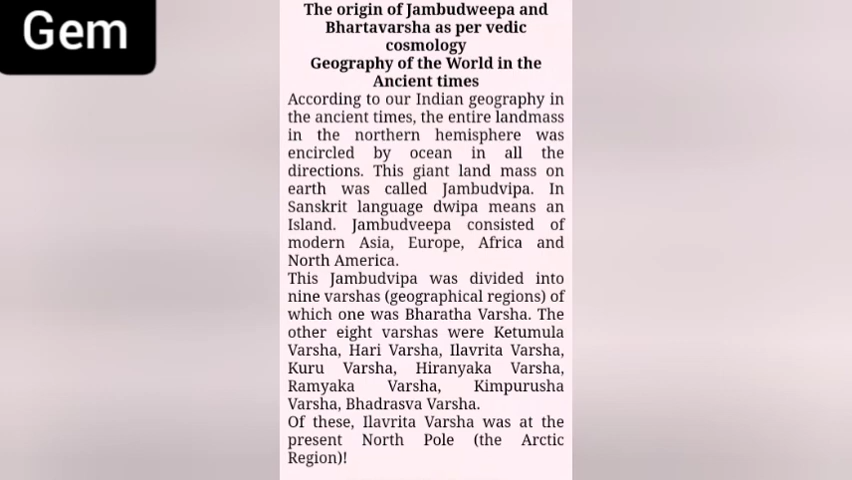 Gem
The origin of Jambudweepa and
Bhartavarsha as per vedic
cosmology
Geography of the World in the
Ancient times
According to our Indian geography in
the ancient times, the entire landmass
in the northern hemisphere was
encircled by ocean in all the
directions. This giant land mass on
earth was called Jambudvipa. In
Sanskrit language dwipa means an
Island. Jambudveepa consisted of
modern Asia, Europe, Africa and
North America.
This Jambudvipa was divided into
nine varshas (geographical regions) of
which one was Bharatha Varsha. The
other eight varshas were Ketumula
Varsha, Hari Varsha, Ilavrita Varsha,
Kuru Varsha, Hiranyaka Varsha,
Ramyaka Varsha, Kimpurusha
Varsha, Bhadrasva Varsha.
Of these, Ilavrita Varsha was at the
present North Pole (the Arctic
Region)!